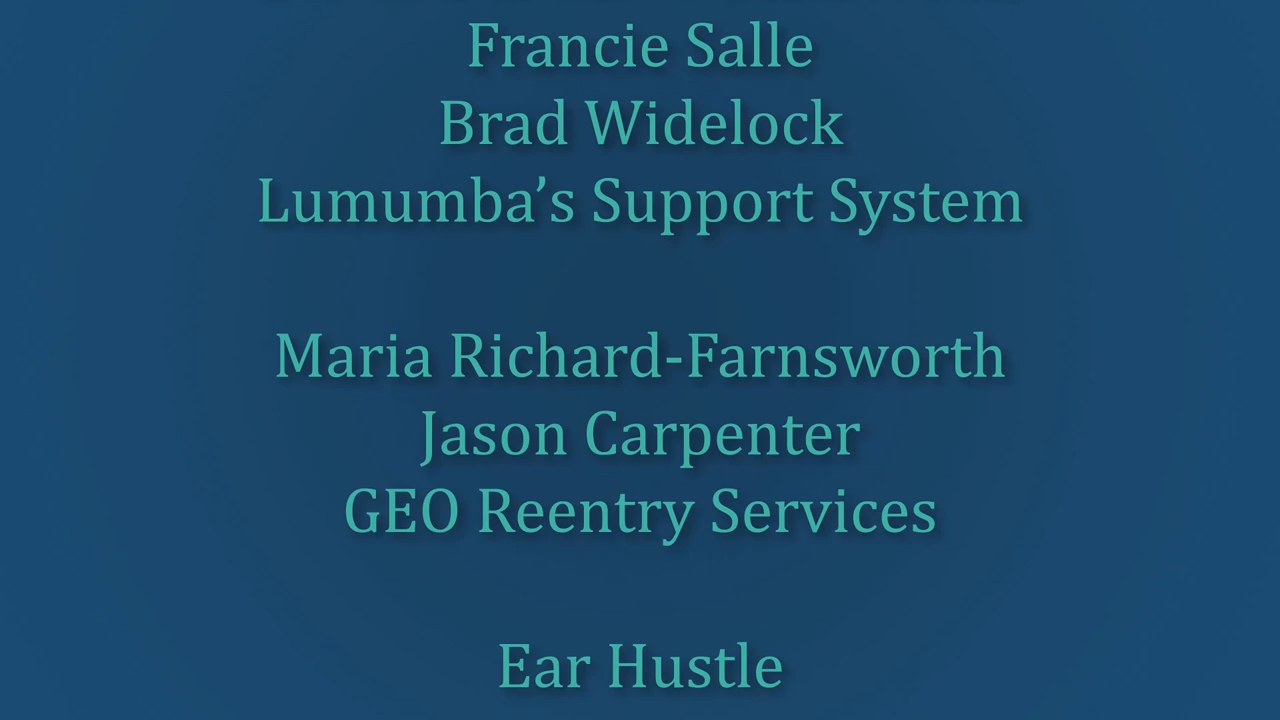 Francie Salle
Brad Widelock
Lumumba’s Support System
Maria Richard-Farnsworth
Jason Carpenter
GEO Reentry Services
Ear Hustle